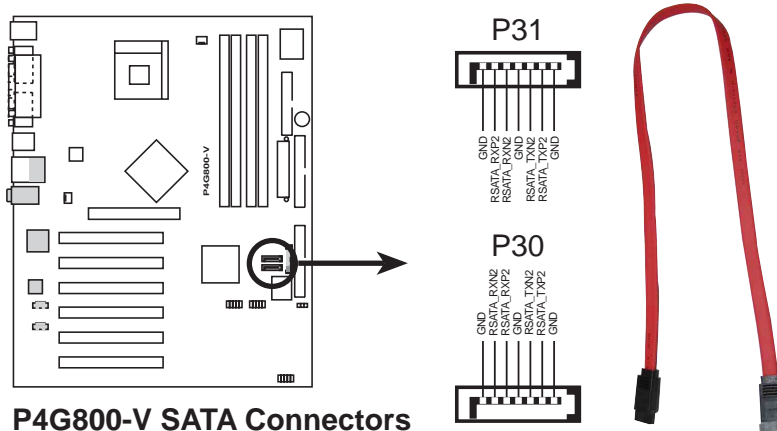 P31
GND
RSATA_RXP2
RSATA_RXN2
GND
RSATA_TXN2
RSATA_TXP2
GND
P4G800-V
P30
GND
RSATA_RXN2
RSATA_RXP2
GND
RSATA_TXN2
RSATA_TXP2
GND
P4G800-V SATA Connectors